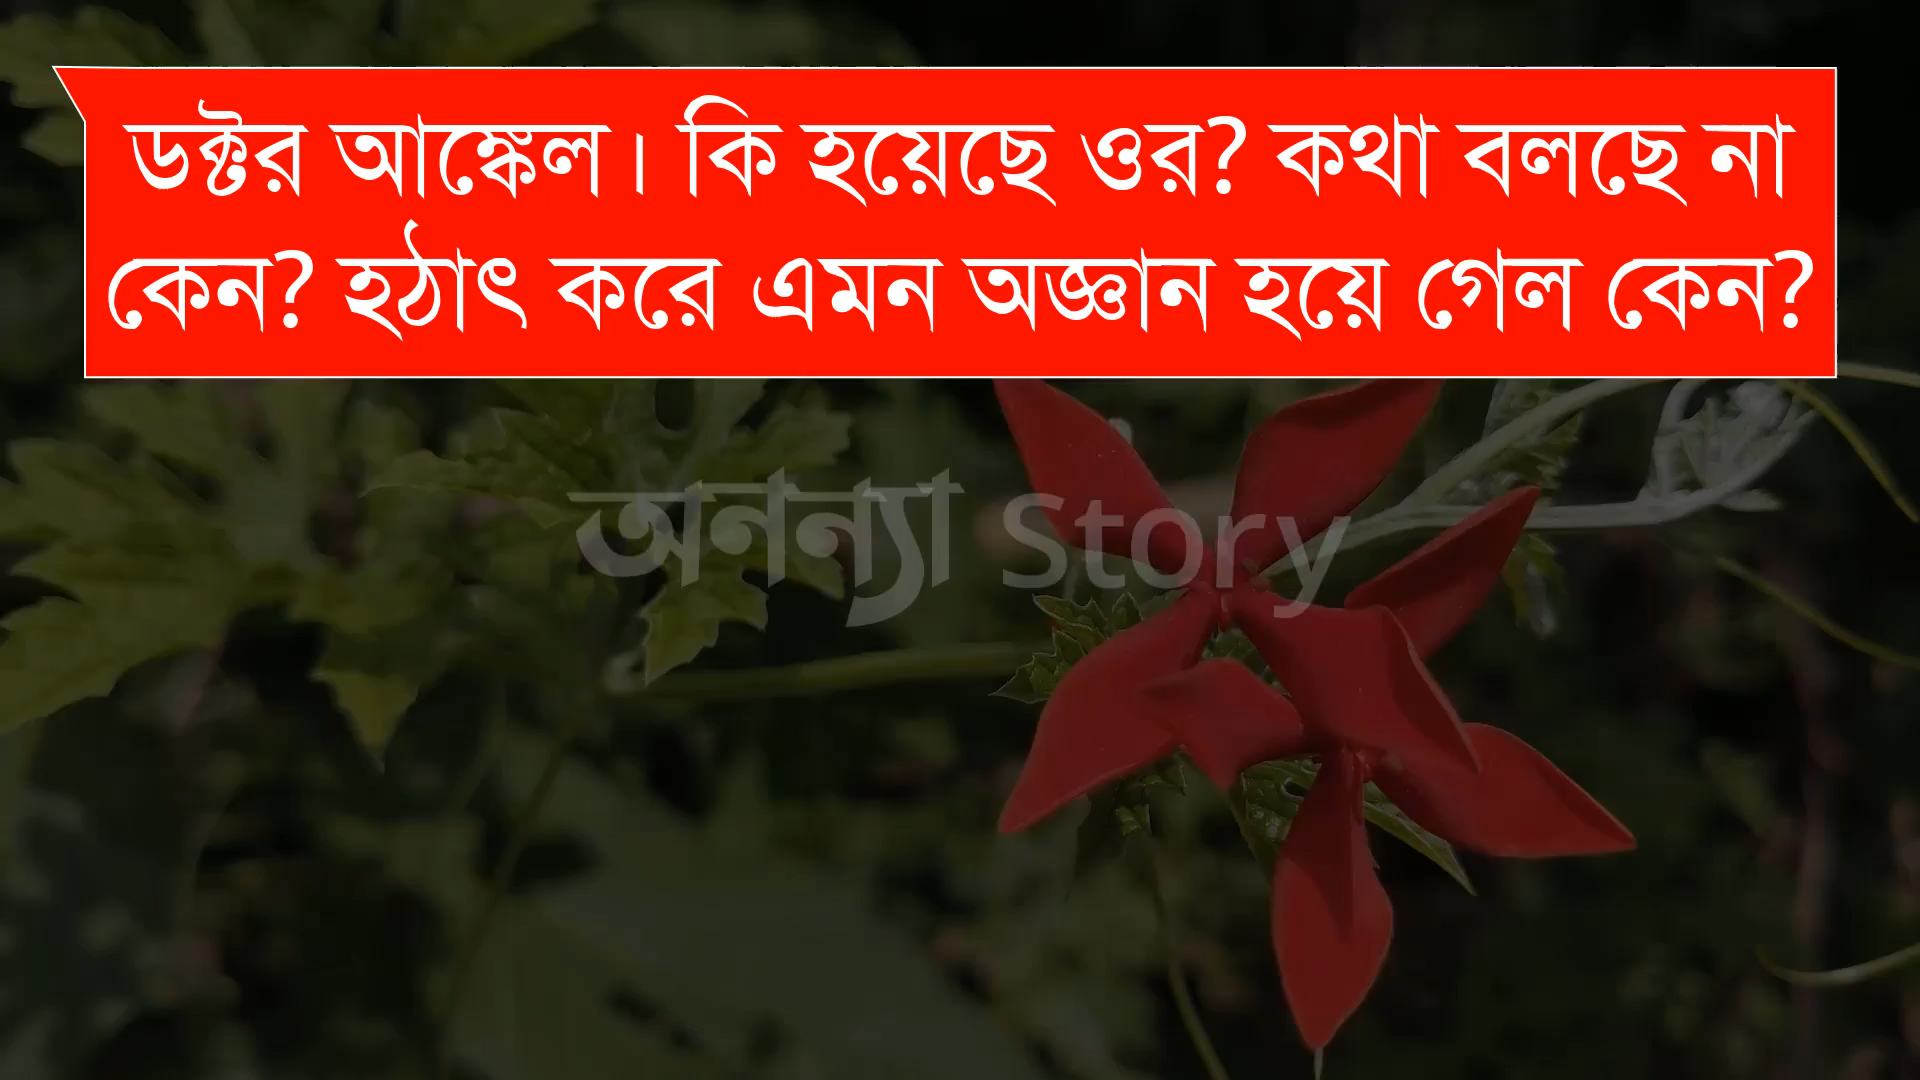 ডক্টর আঙ্কেল। কি হয়েছে ওর? কথা বলছে না
কেন? হঠাৎ করে এমন অজ্ঞান হয়ে গেল কেন?
অনন্যা Story